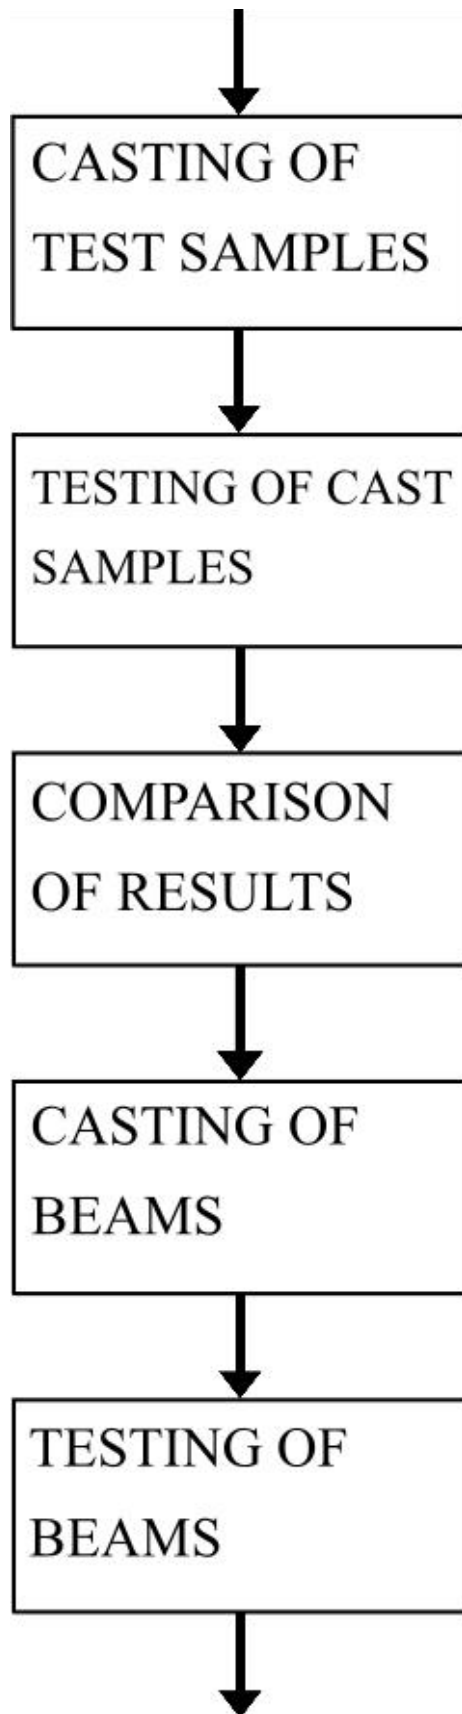 CASTING OF
TEST SAMPLES
TESTING OF CAST
SAMPLES
COMPARISON
OF RESULTS
CASTING OF
BEAMS
TESTING OF
BEAMS